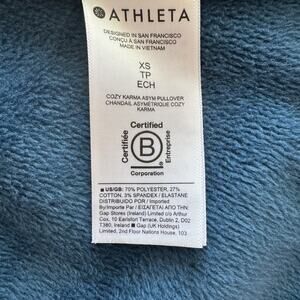 ATHLETA
DESIGNED IN SAN FRANCISCO
CONÇU À SAN FRANCISCO
MADE IN VIETNAM
XS
TP
ECH
COZY KARMA ASYM PULLOVER
CHANDAIL ASYMÉTRIQUE COZY
KARMA
Certified
Certifiée
B
Entreprise
Corporation
■ US/GB: 70% POLYESTER, 27%
COTTON, 3% SPANDEX / ELASTANE
DISTRIBUTED FOR / Imported
By/Importé Par / ΕΙΣΑΓΕΤΑΙ ΑΠΟ ΤΗΝ
Gap Stores (Ireland) Limited c/o Arthur
Cox, 10 Earlsfort Terrace, Dublin 2, D02
T380, Ireland ■ Gap (UK Holdings)
Limited, 2nd Floor Nations House, 103